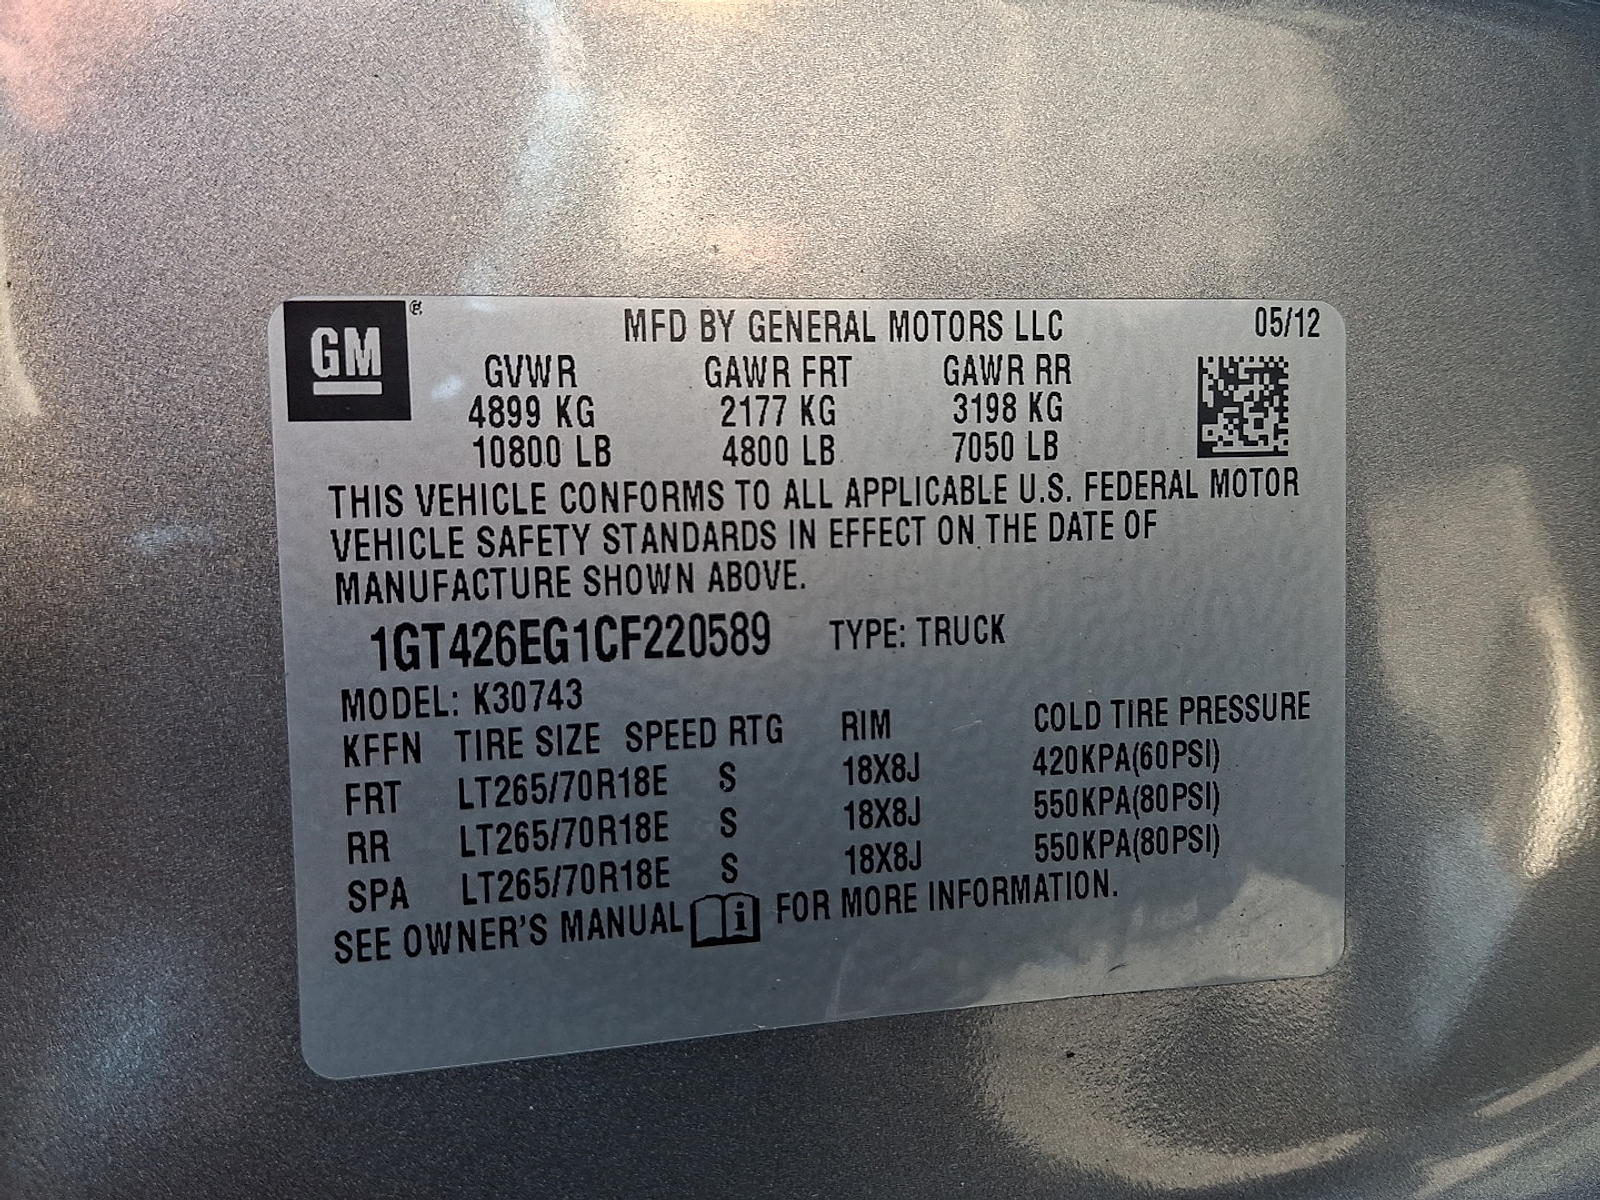 GM
MFD BY GENERAL MOTORS LLC 05/12
GVWR GAWR FRT GAWR RR
4899 KG 2177 KG 3198 KG
10800 LB 4800 LB 7050 LB
THIS VEHICLE CONFORMS TO ALL APPLICABLE U.S. FEDERAL MOTOR
VEHICLE SAFETY STANDARDS IN EFFECT ON THE DATE OF
MANUFACTURE SHOWN ABOVE.
1GT426EG1CF220589 TYPE: TRUCK
MODEL: K30743
KFFN TIRE SIZE SPEED RTG RIM COLD TIRE PRESSURE
FRT LT265/70R18E S 18X8J 420KPA(60PSI)
RR LT265/70R18E S 18X8J 550KPA(80PSI)
SPA LT265/70R18E S 18X8J 550KPA(80PSI)
SEE OWNER'S MANUAL i FOR MORE INFORMATION.